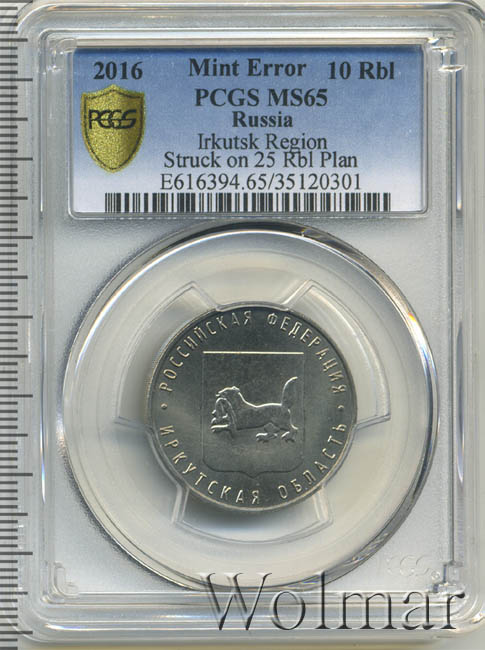 2016 Mint Error 10 Rbl
PCGS MS65
Russia
Irkutsk Region
Struck on 25 Rbl Plan
E616394.65/35120301
PCGS
РОССИЙСКАЯ ФЕДЕРАЦИЯ
ИРКУТСКАЯ ОБЛАСТЬ
Wolmar